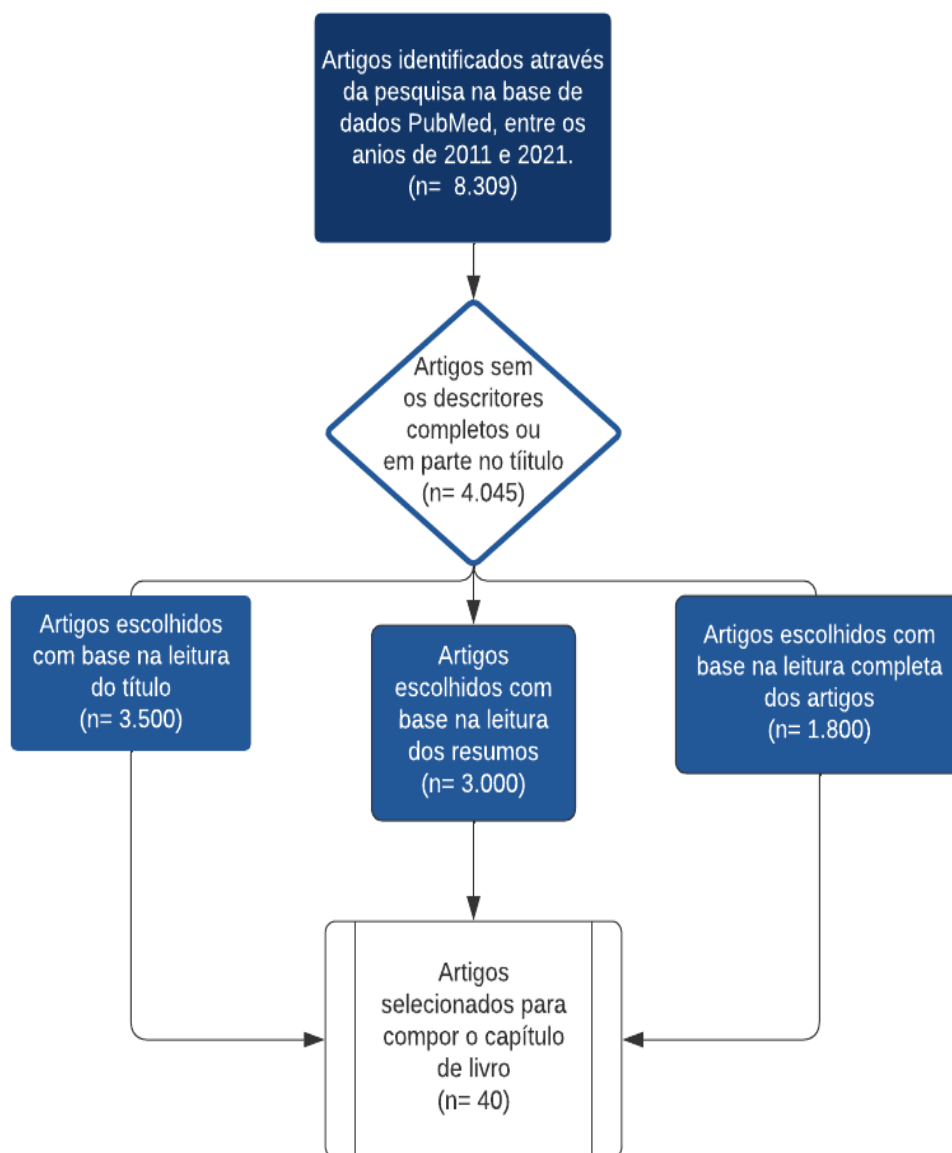 Artigos identificados através
da pesquisa na base de
dados PubMed, entre os
anios de 2011 e 2021.
(n=  8.309)
Artigos sem
os descritores
completos ou
em parte no tíitulo
(n= 4.045)
Artigos escolhidos
com base na leitura
do título
(n= 3.500)
Artigos
escolhidos com
base na leitura
dos resumos
(n= 3.000)
Artigos escolhidos com
base na leitura completa
dos artigos
(n= 1.800)
Artigos
selecionados para
compor o capítulo
de livro
(n= 40)